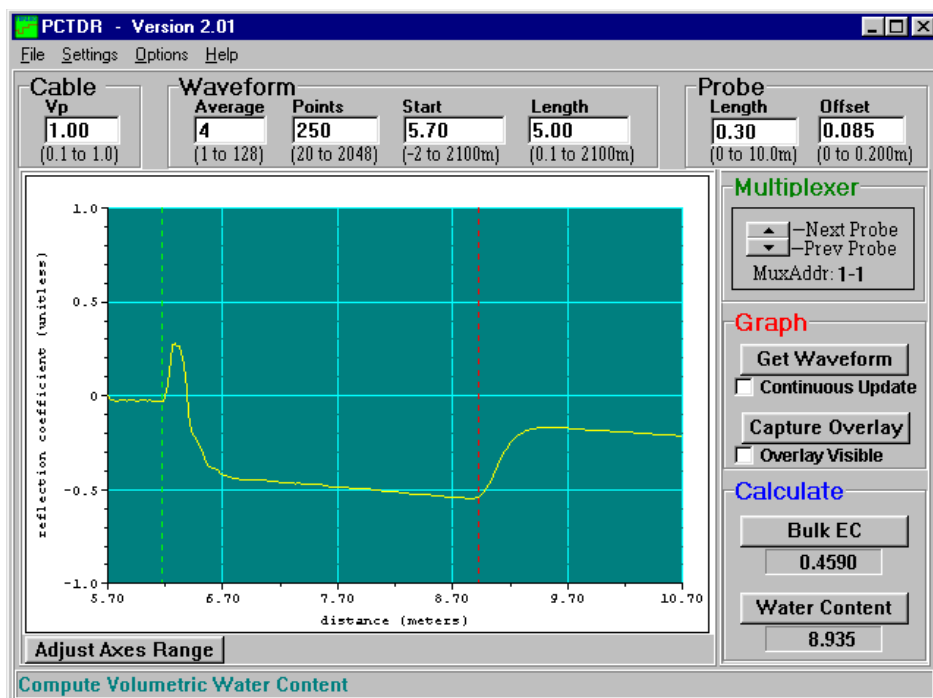 PCTDR - Version 2.01
File Settings Options Help
Cable
Vp
1.00
(0.1 to 1.0)
Waveform
Average Points Start Length
4 250 5.70 5.00
(1 to 128) (20 to 2048) (-2 to 2100m) (0.1 to 2100m)
Probe
Length Offset
0.30 0.085
(0 to 10.0m) (0 to 0.200m)
reflection coefficient (unitless)
1.0
0.5
0
-0.5
-1.0
5.70 6.70 7.70 8.70 9.70 10.70
distance (meters)
Adjust Axes Range
Multiplexer
Next Probe
Prev Probe
MuxAddr: 1-1
Graph
Get Waveform
Continuous Update
Capture Overlay
Overlay Visible
Calculate
Bulk EC
0.4590
Water Content
8.935
Compute Volumetric Water Content